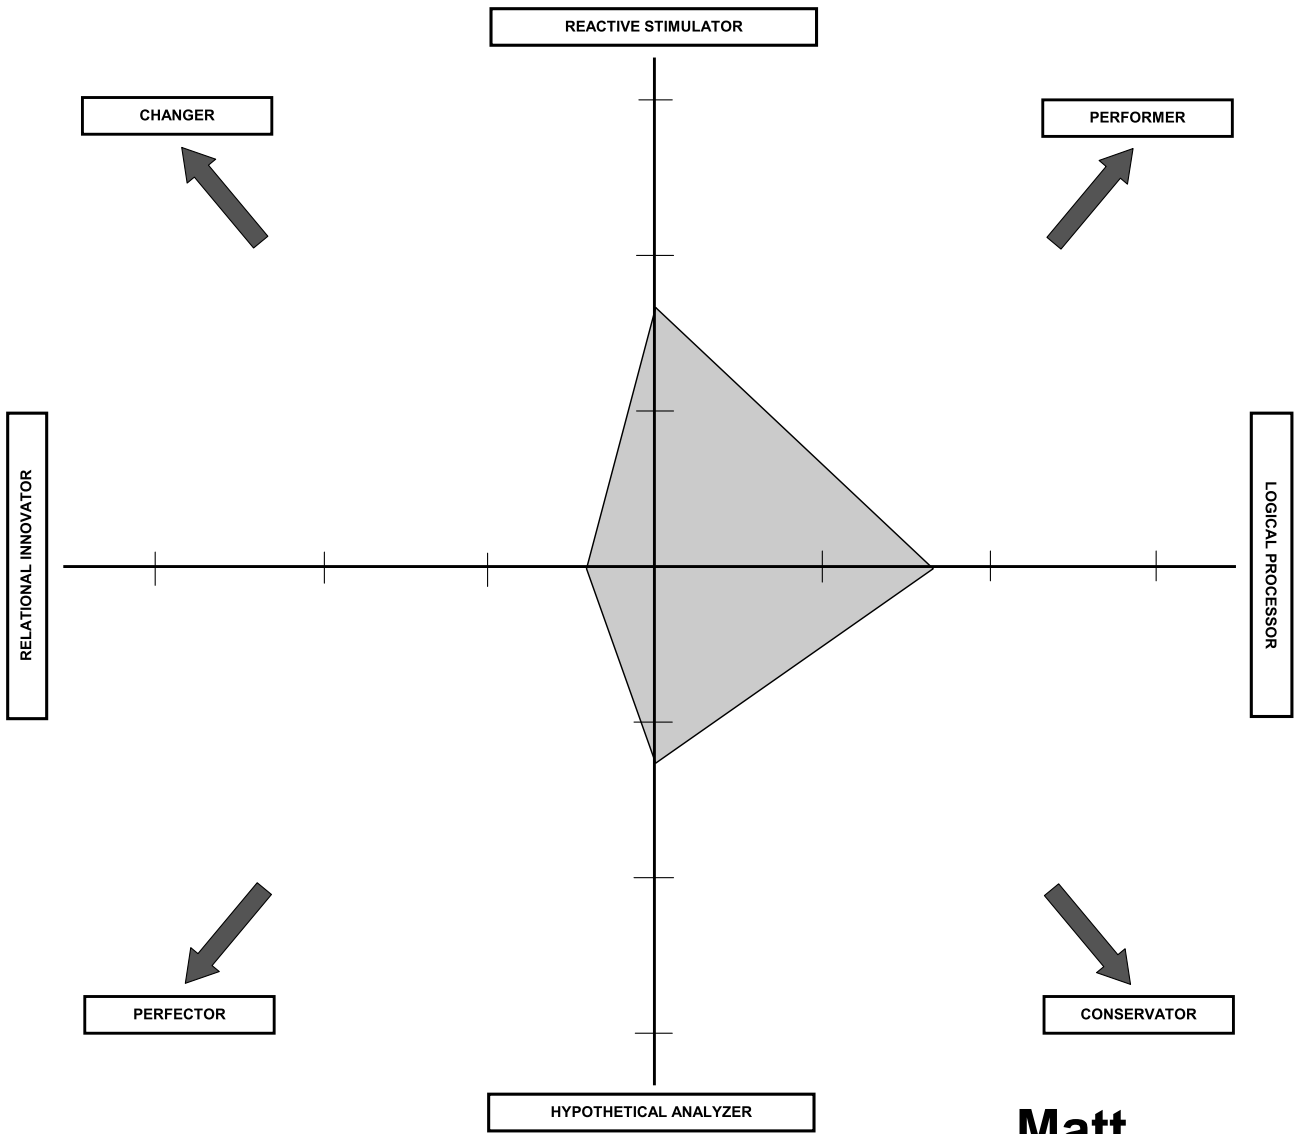 REACTIVE STIMULATOR
CHANGER
PERFORMER
RELATIONAL INNOVATOR
LOGICAL PROCESSOR
PERFECTOR
CONSERVATOR
HYPOTHETICAL ANALYZER
Matt